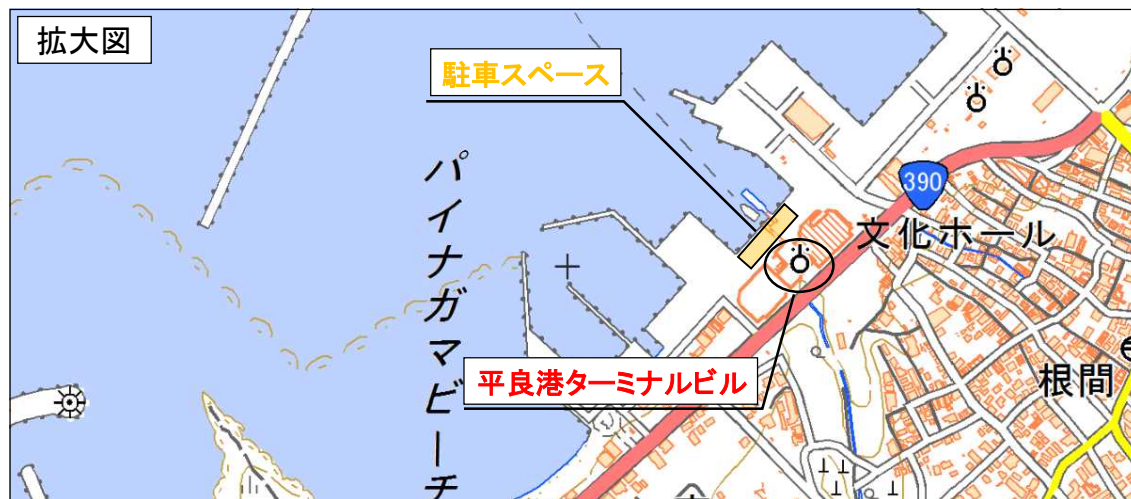 拡大図
駐車スペース
パイナガマビーチ
390
文化ホール
平良港ターミナルビル
根間